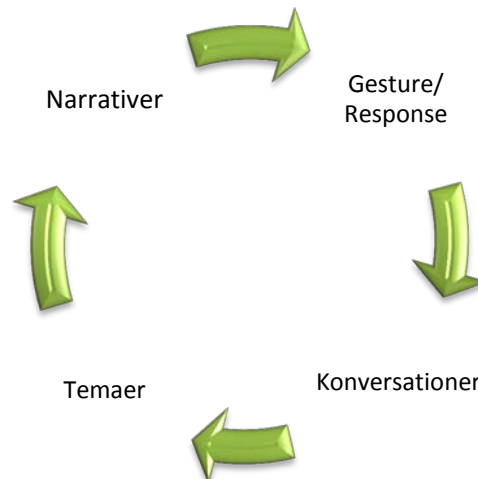 Narrativer
Gesture/
Response
Konversationer
Temaer